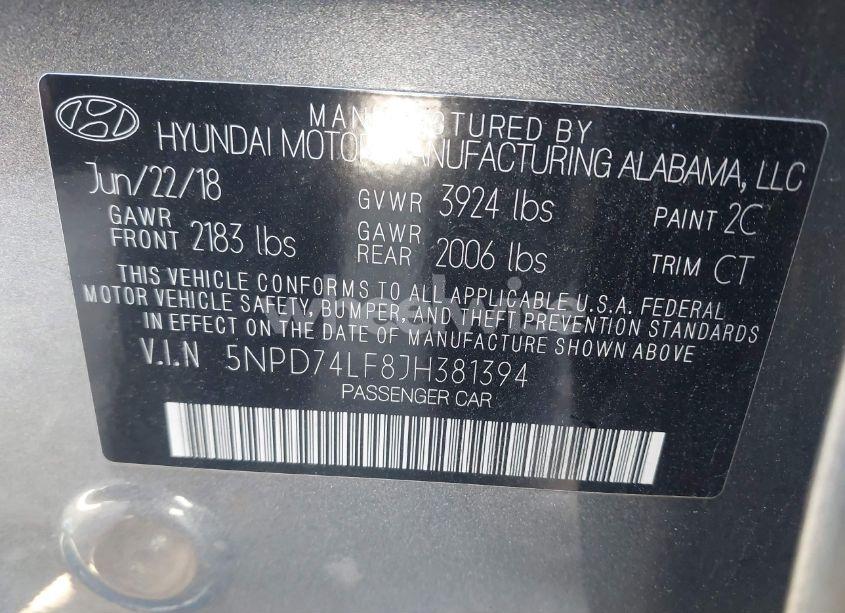 MANUFACTURED BY
HYUNDAI MOTOR MANUFACTURING ALABAMA, LLC
Jun/22/18 GVWR 3924 lbs PAINT 2C
GAWR FRONT 2183 lbs GAWR REAR 2006 lbs TRIM CT
THIS VEHICLE CONFORMS TO ALL APPLICABLE U.S.A. FEDERAL
MOTOR VEHICLE SAFETY, BUMPER, AND THEFT PREVENTION STANDARDS
IN EFFECT ON THE DATE OF MANUFACTURE SHOWN ABOVE
V.I.N 5NPD74LF8JH381394
PASSENGER CAR
wheelwise